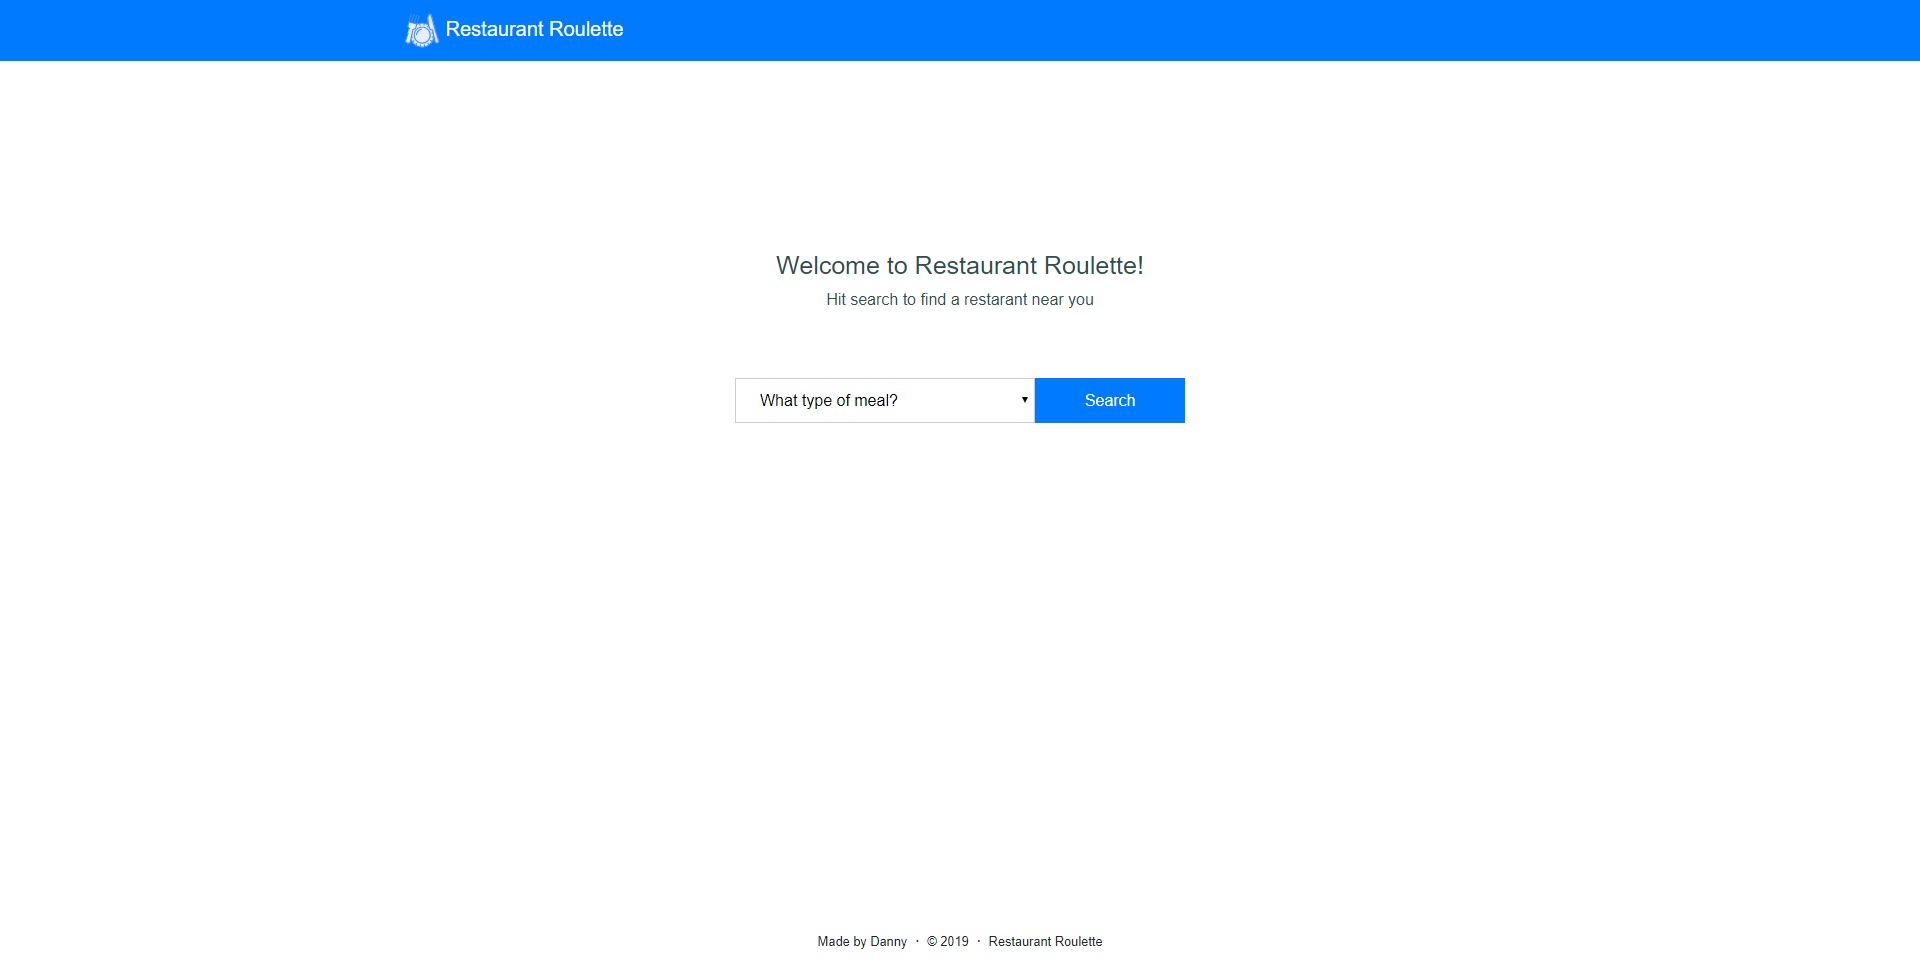 Restaurant Roulette
Welcome to Restaurant Roulette!
Hit search to find a restarant near you
What type of meal? Search
Made by Danny · © 2019 · Restaurant Roulette